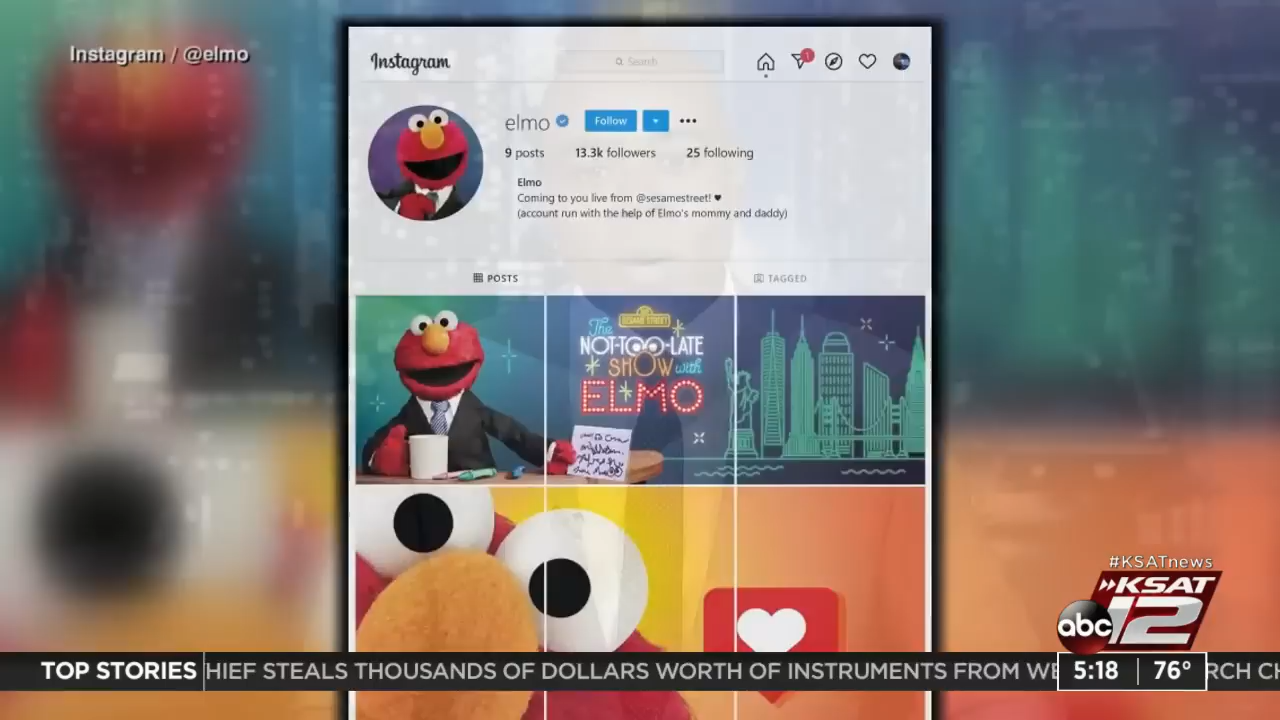 Instagram / @elmo
Instagram
Search
1
elmo
Follow
9 posts 13.3k followers 25 following
Elmo
Coming to you live from @sesamestreet! ♥
(account run with the help of Elmo's mommy and daddy)
POSTS
TAGGED
SESAME STREET
The
NOT-TOO-LATE
SHOW with
ELMO
#KSATnews
KSAT
abc 12
TOP STORIES HIEF STEALS THOUSANDS OF DOLLARS WORTH OF INSTRUMENTS FROM WE 5:18 76° RCH CH